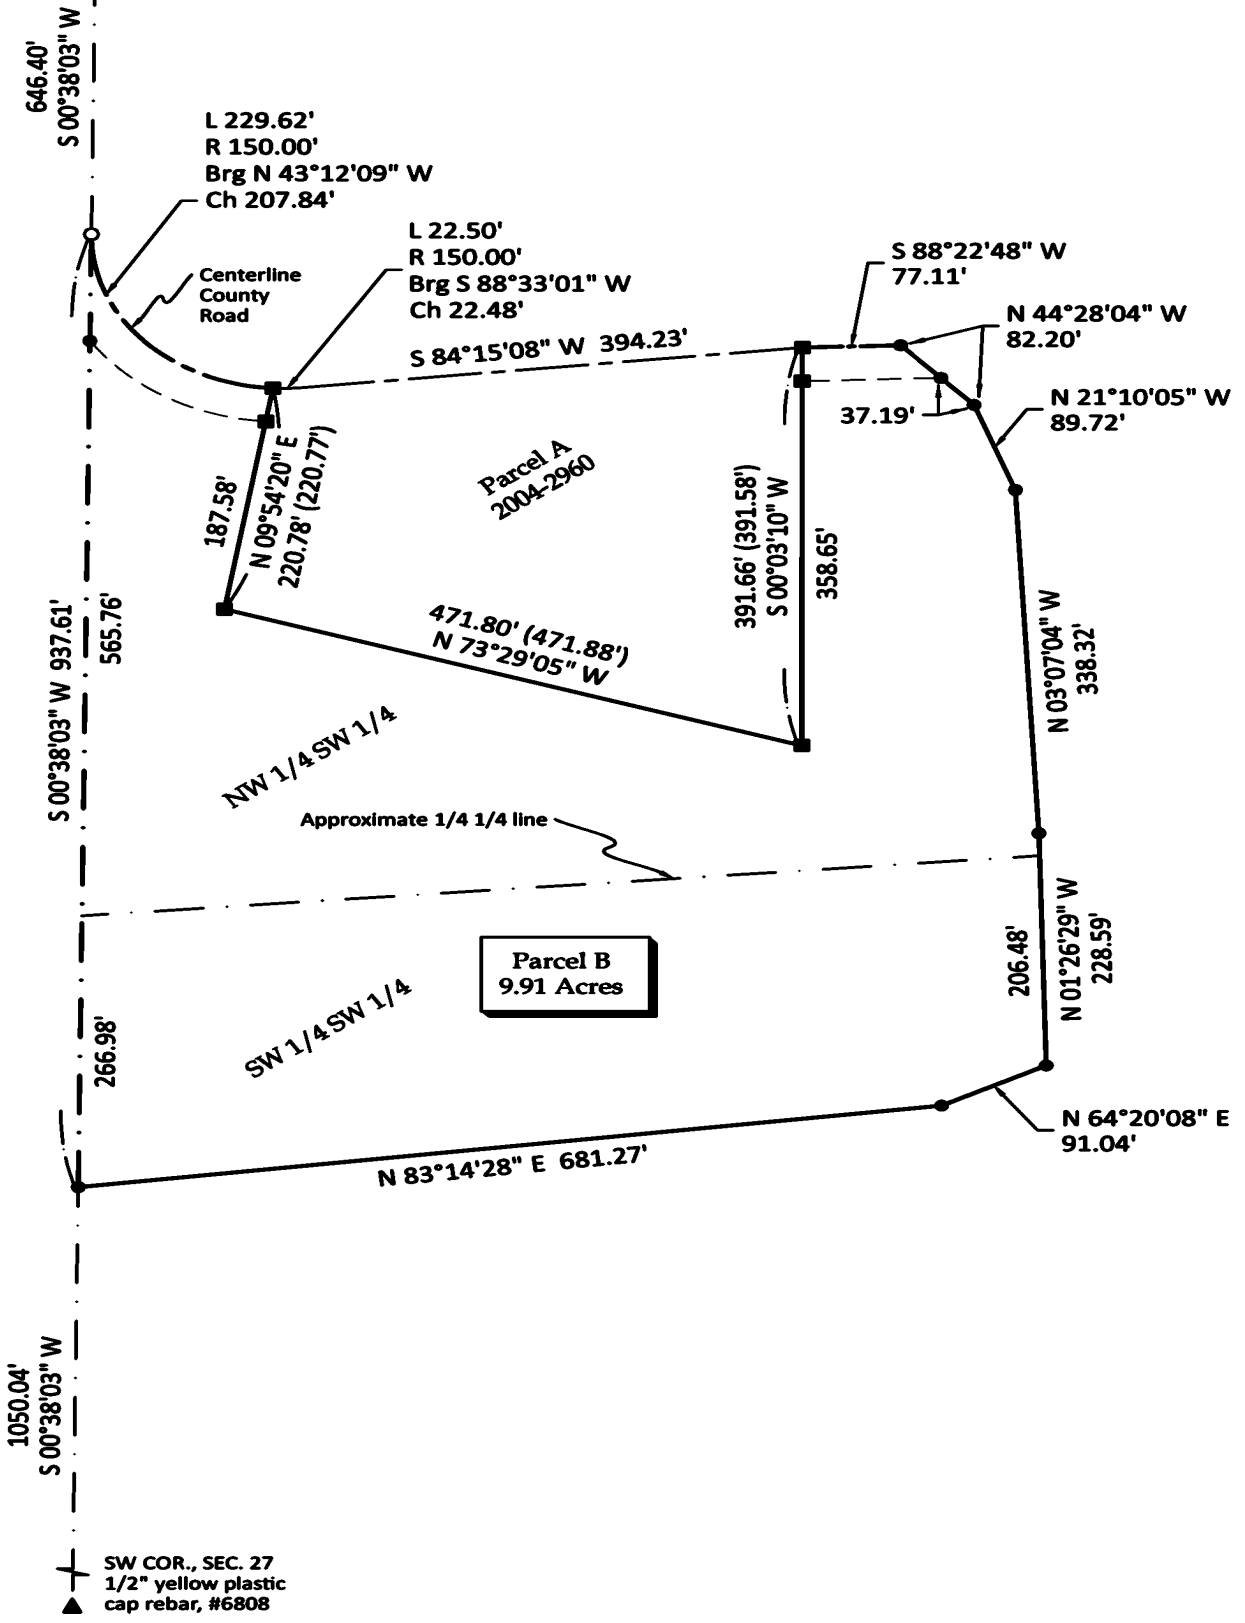 646.40'
S 00°38'03" W
L 229.62'
R 150.00'
Brg N 43°12'09" W
Ch 207.84'
L 22.50'
R 150.00'
Brg S 88°33'01" W
Ch 22.48'
Centerline
County
Road
S 88°22'48" W
77.11'
N 44°28'04" W
82.20'
S 84°15'08" W 394.23'
N 21°10'05" W
89.72'
37.19'
Parcel A
2004-2960
187.58'
N 09°54'20" E
220.78' (220.77')
391.66' (391.58')
S 00°03'10" W
358.65'
471.80' (471.88')
N 73°29'05" W
S 00°38'03" W 937.61'
565.76'
N 03°07'04" W
338.32'
NW 1/4 SW 1/4
Approximate 1/4 1/4 line
Parcel B
9.91 Acres
206.48'
N 01°26'29" W
228.59'
SW 1/4 SW 1/4
266.98'
N 64°20'08" E
91.04'
N 83°14'28" E 681.27'
1050.04'
S 00°38'03" W
SW COR., SEC. 27
1/2" yellow plastic
cap rebar, #6808